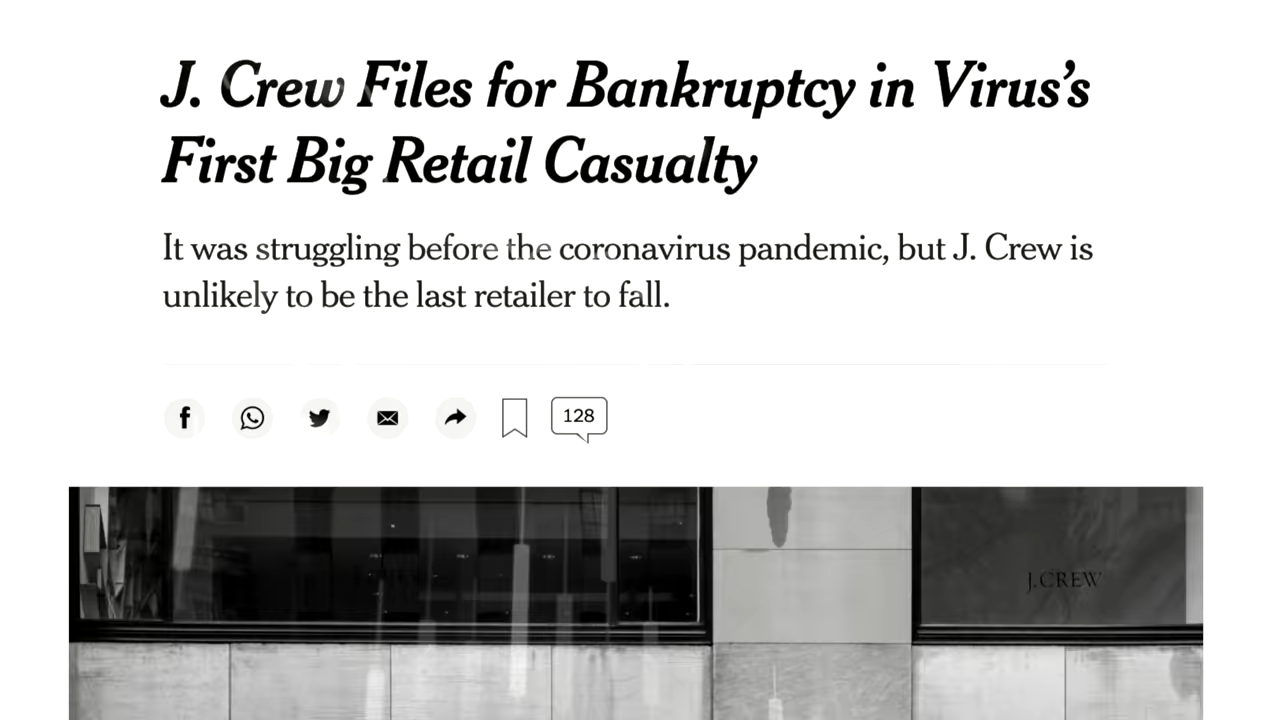 J. Crew Files for Bankruptcy in Virus’s
First Big Retail Casualty
It was struggling before the coronavirus pandemic, but J. Crew is
unlikely to be the last retailer to fall.
128
J.CREW